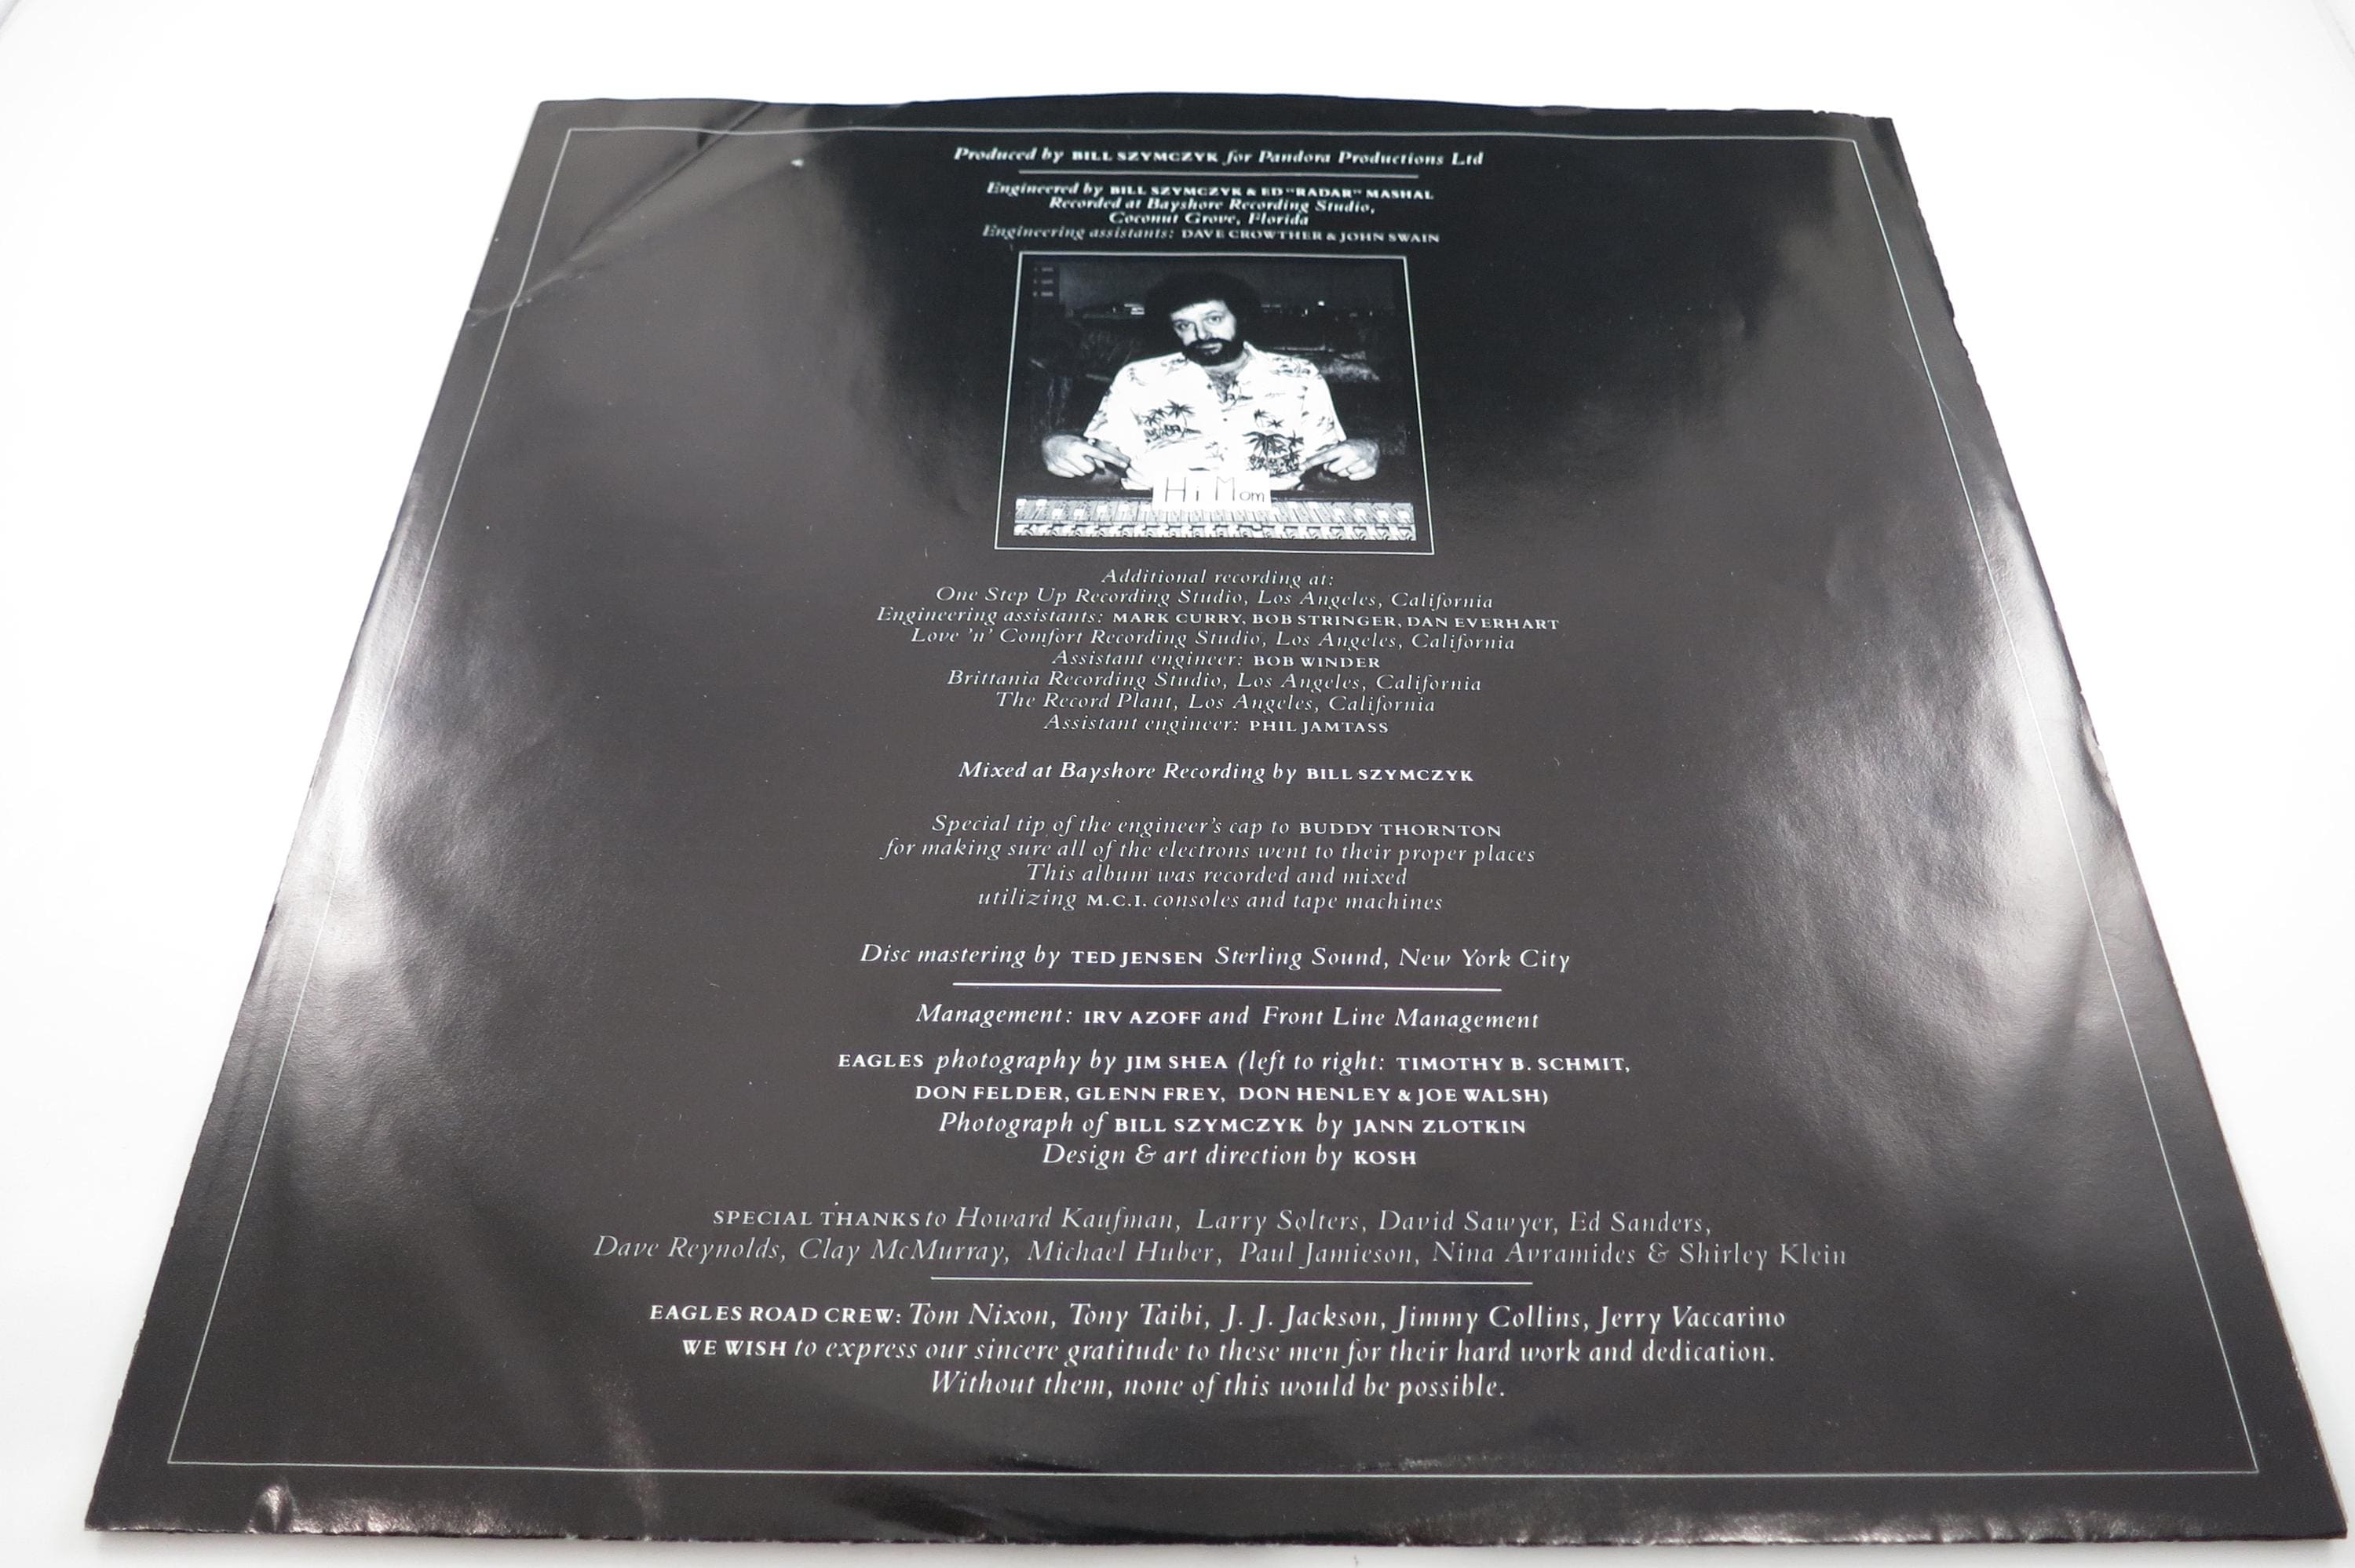 Produced by BILL SZYMCZYK for Pandora Productions Ltd
Engineered by BILL SZYMCZYK & ED "RADAR" MASHAL
Recorded at Bayshore Recording Studio,
Coconut Grove, Florida
Engineering assistants: DAVE CROWTHER & JOHN SWAIN
Hi Mom
Additional recording at:
One Step Up Recording Studio, Los Angeles, California
Engineering assistants: MARK CURRY, BOB STRINGER, DAN EVERHART
Love 'n' Comfort Recording Studio, Los Angeles, California
Assistant engineer: BOB WINDER
Brittania Recording Studio, Los Angeles, California
The Record Plant, Los Angeles, California
Assistant engineer: PHIL JAMTASS
Mixed at Bayshore Recording by BILL SZYMCZYK
Special tip of the engineer's cap to BUDDY THORNTON
for making sure all of the electrons went to their proper places
This album was recorded and mixed
utilizing M.C.I. consoles and tape machines
Disc mastering by TED JENSEN Sterling Sound, New York City
Management: IRV AZOFF and Front Line Management
EAGLES photography by JIM SHEA (left to right: TIMOTHY B. SCHMIT,
DON FELDER, GLENN FREY, DON HENLEY & JOE WALSH)
Photograph of BILL SZYMCZYK by JANN ZLOTKIN
Design & art direction by KOSH
SPECIAL THANKS to Howard Kaufman, Larry Solters, David Sawyer, Ed Sanders,
Dave Reynolds, Clay McMurray, Michael Huber, Paul Jamieson, Nina Avramides & Shirley Klein
EAGLES ROAD CREW: Tom Nixon, Tony Taibi, J. J. Jackson, Jimmy Collins, Jerry Vaccarino
WE WISH to express our sincere gratitude to these men for their hard work and dedication.
Without them, none of this would be possible.